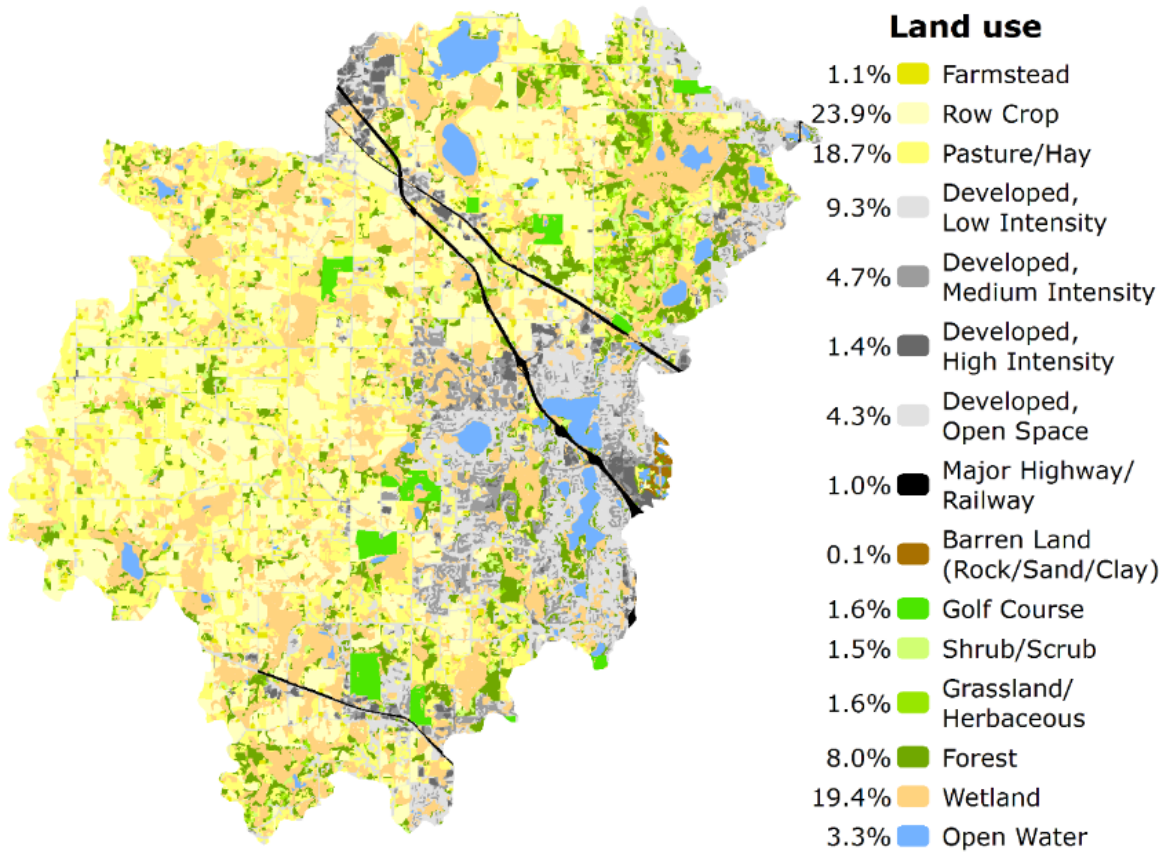 Land use
1.1% Farmstead
23.9% Row Crop
18.7% Pasture/Hay
9.3% Developed,
Low Intensity
4.7% Developed,
Medium Intensity
1.4% Developed,
High Intensity
4.3% Developed,
Open Space
1.0% Major Highway/
Railway
0.1% Barren Land
(Rock/Sand/Clay)
1.6% Golf Course
1.5% Shrub/Scrub
1.6% Grassland/
Herbaceous
8.0% Forest
19.4% Wetland
3.3% Open Water